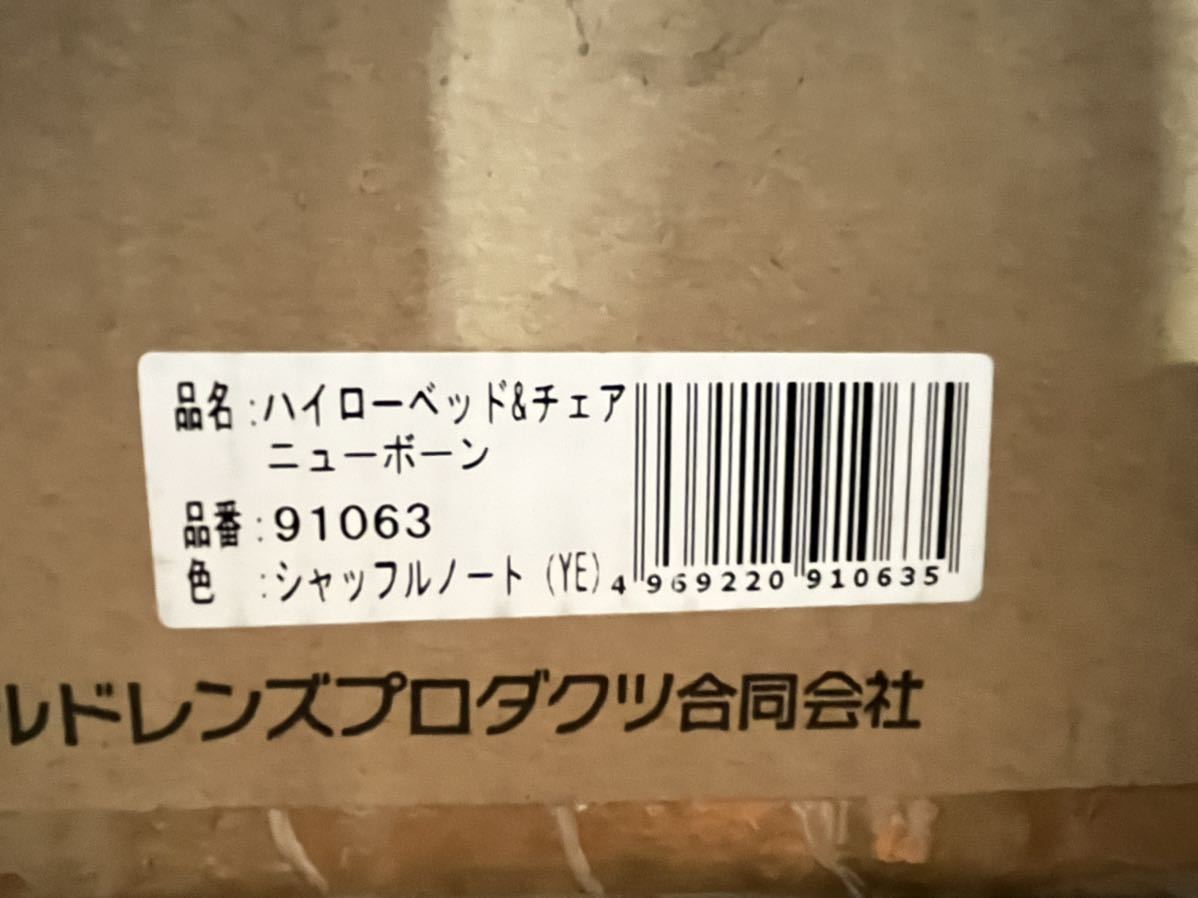 品名:ハイローベッド&チェア
ニューボーン
品番:91063
色 :シャッフルノート(YE)
4 969220 910635
ルドレンズプロダクツ合同会社